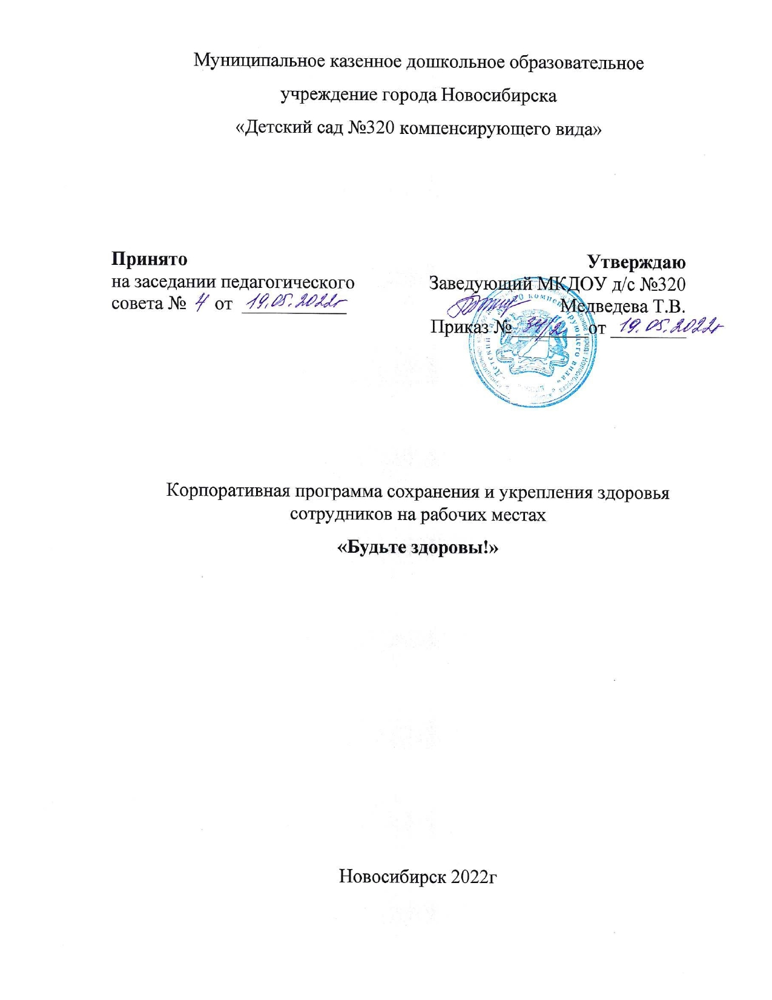 Муниципальное казенное дошкольное образовательное
учреждение города Новосибирска
«Детский сад №320 компенсирующего вида»
Принято
на заседании педагогического
совета № 4 от 19.05.2022г
Утверждаю
Заведующий МКДОУ д/с №320
Медведева Т.В.
Приказ № 34/2 от 19.05.2022г
Корпоративная программа сохранения и укрепления здоровья
сотрудников на рабочих местах
«Будьте здоровы!»
Новосибирск 2022г